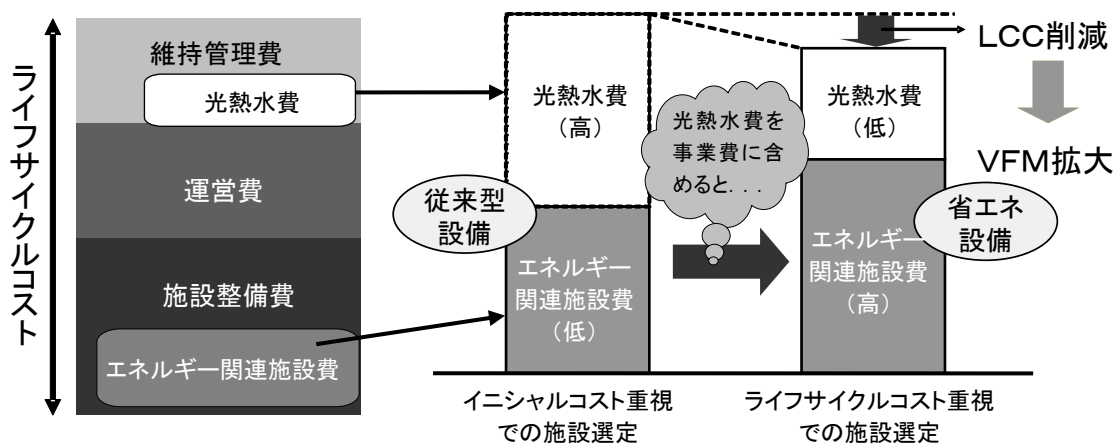 ライフサイクルコスト
維持管理費
光熱水費
運営費
施設整備費
エネルギー関連施設費
光熱水費
(高)
従来型
設備
エネルギー
関連施設費
(低)
イニシャルコスト重視
での施設選定
光熱水費を
事業費に含
めると...
光熱水費
(低)
省エネ
設備
エネルギー
関連施設費
(高)
ライフサイクルコスト重視
での施設選定
LCC削減
VFM拡大